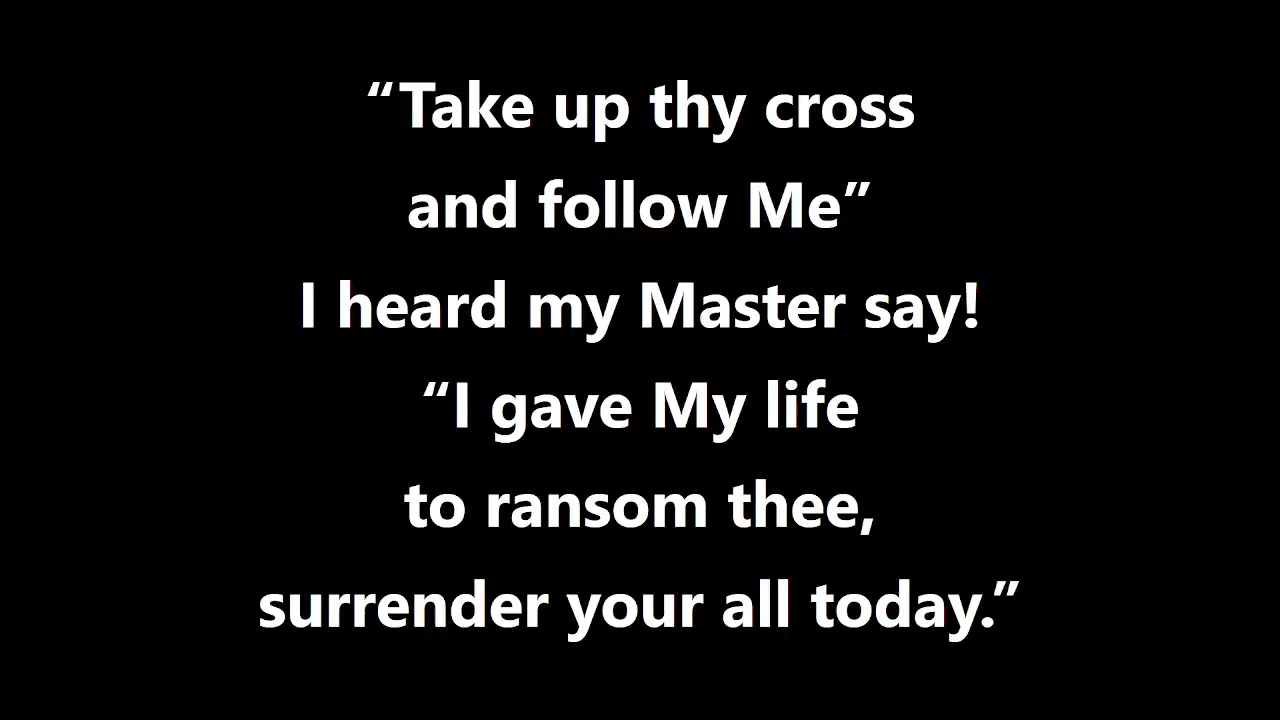 “Take up thy cross
and follow Me”
I heard my Master say!
“I gave My life
to ransom thee,
surrender your all today.”